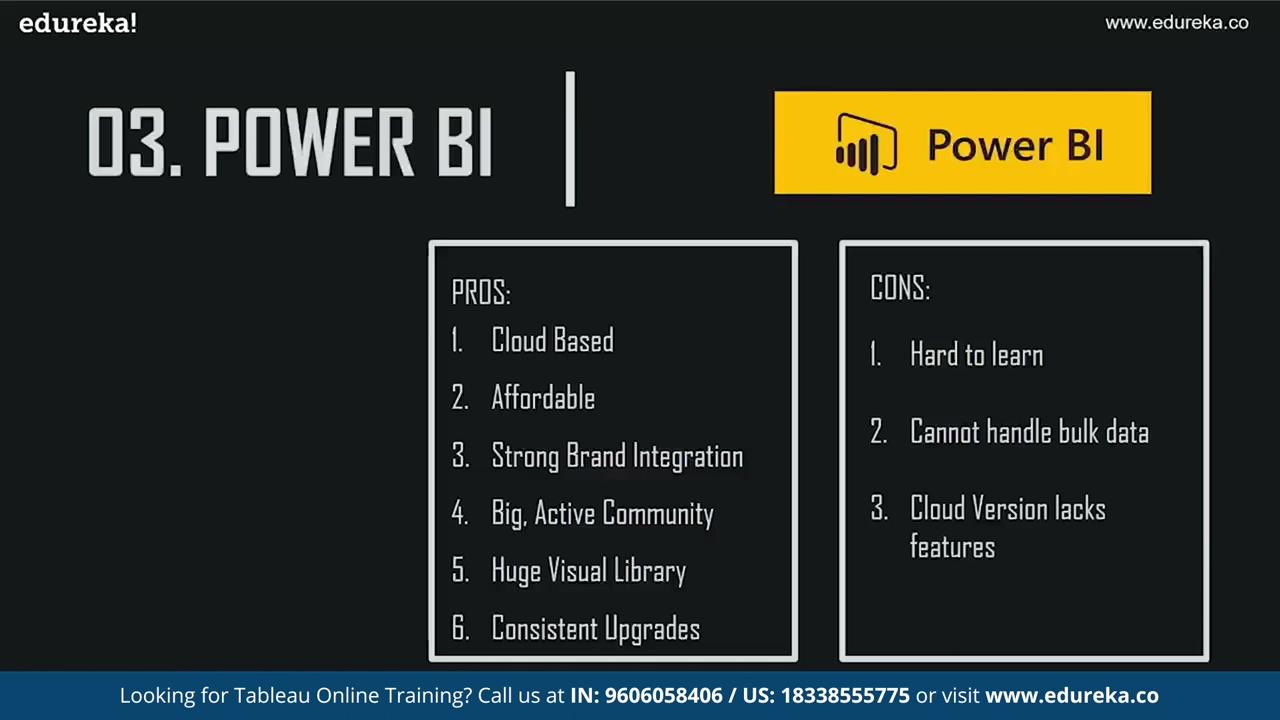 edureka!
www.edureka.co
03. POWER BI
Power BI
PROS:
1. Cloud Based
2. Affordable
3. Strong Brand Integration
4. Big, Active Community
5. Huge Visual Library
6. Consistent Upgrades
CONS:
1. Hard to learn
2. Cannot handle bulk data
3. Cloud Version lacks
features
Looking for Tableau Online Training? Call us at IN: 9606058406 / US: 18338555775 or visit www.edureka.co